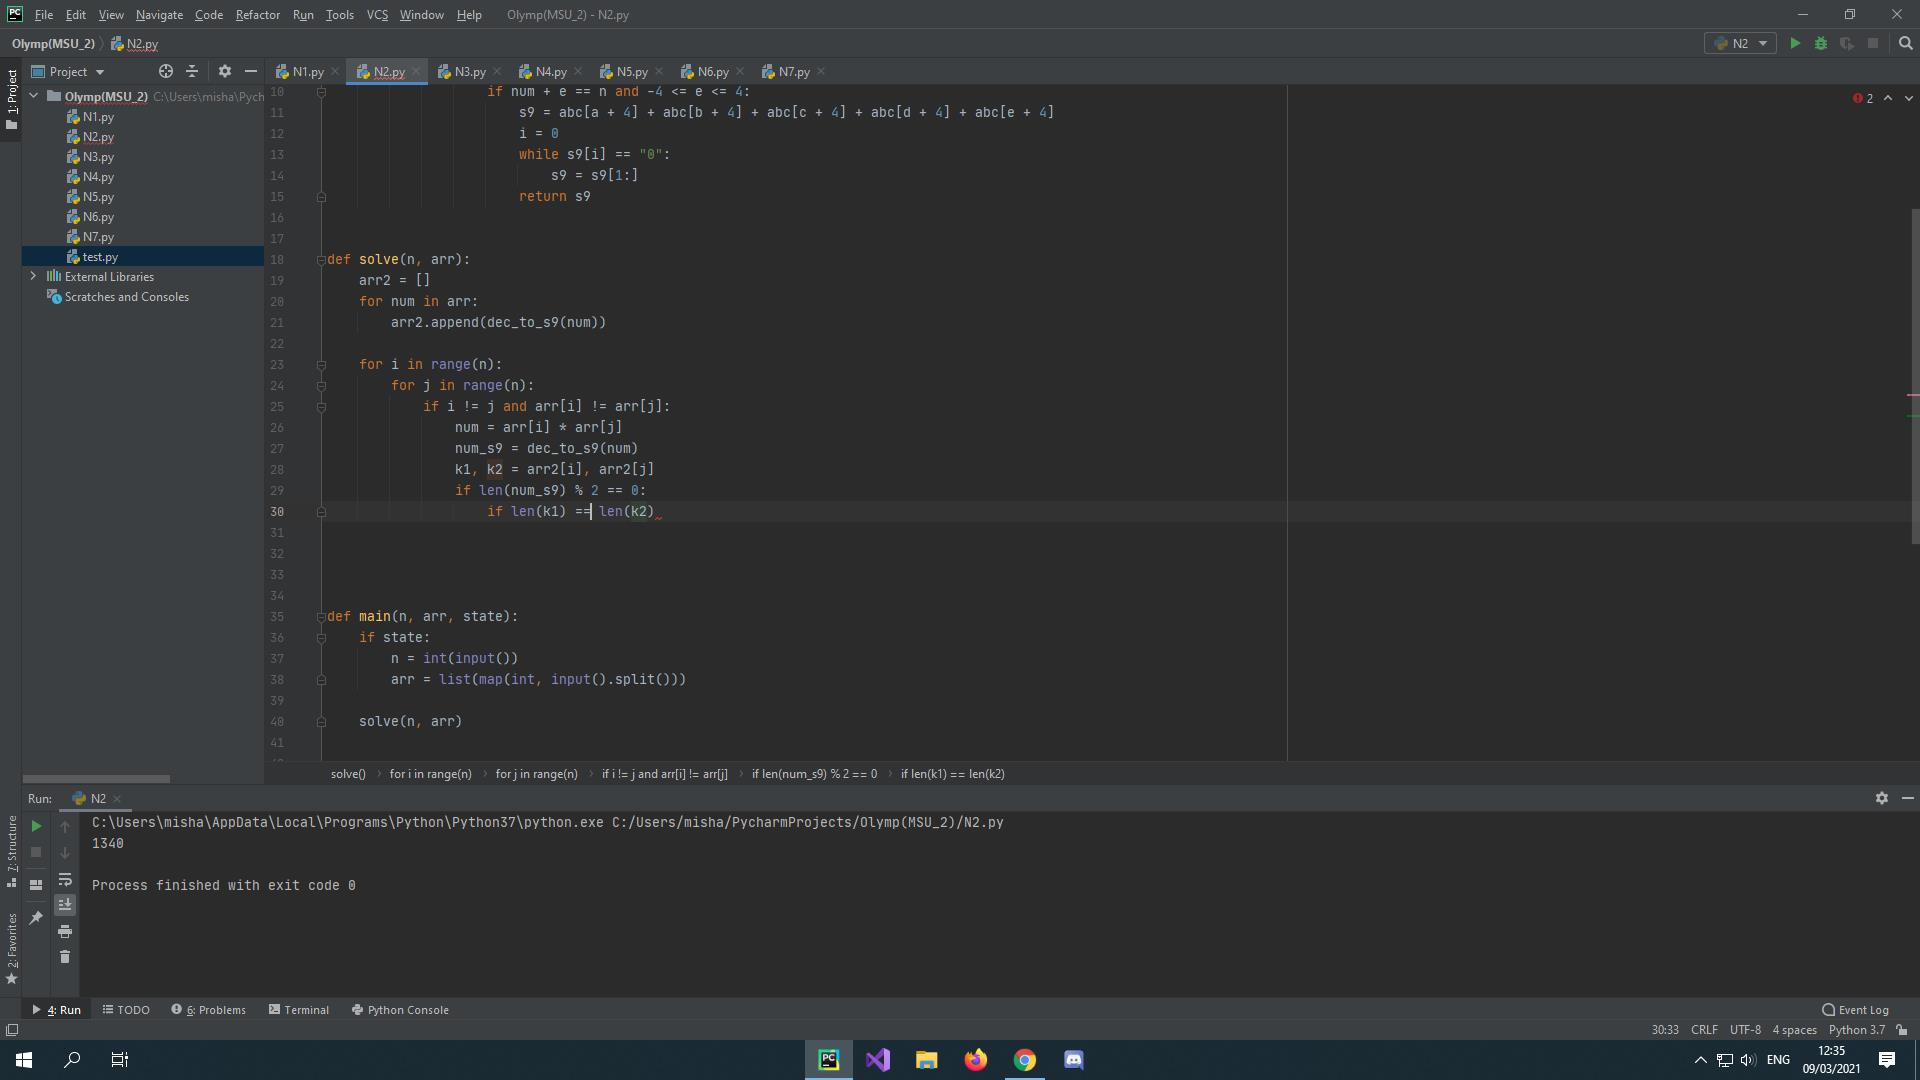 PC File Edit View Navigate Code Refactor Run Tools VCS Window Help Olymp(MSU_2) - N2.py
Olymp(MSU_2) N2.py N2
1: Project
Project N1.py N2.py N3.py N4.py N5.py N6.py N7.py
Olymp(MSU_2) C:\Users\misha\Pych
N1.py
N2.py
N3.py
N4.py
N5.py
N6.py
N7.py
test.py
External Libraries
Scratches and Consoles
2
10 if num + e == n and -4 <= e <= 4:
11 s9 = abc[a + 4] + abc[b + 4] + abc[c + 4] + abc[d + 4] + abc[e + 4]
12 i = 0
13 while s9[i] == "0":
14 s9 = s9[1:]
15 return s9
16
17
18 def solve(n, arr):
19 arr2 = []
20 for num in arr:
21 arr2.append(dec_to_s9(num))
22
23 for i in range(n):
24 for j in range(n):
25 if i != j and arr[i] != arr[j]:
26 num = arr[i] * arr[j]
27 num_s9 = dec_to_s9(num)
28 k1, k2 = arr2[i], arr2[j]
29 if len(num_s9) % 2 == 0:
30 if len(k1) == len(k2)
31
32
33
34
35 def main(n, arr, state):
36 if state:
37 n = int(input())
38 arr = list(map(int, input().split()))
39
40 solve(n, arr)
41
solve() for i in range(n) for j in range(n) if i != j and arr[i] != arr[j] if len(num_s9) % 2 == 0 if len(k1) == len(k2)
Run: N2
C:\Users\misha\AppData\Local\Programs\Python\Python37\python.exe C:/Users/misha/PycharmProjects/Olymp(MSU_2)/N2.py
1340
Process finished with exit code 0
7: Structure
2: Favorites
4: Run TODO 6: Problems Terminal Python Console Event Log
30:33 CRLF UTF-8 4 spaces Python 3.7
PC ENG 12:35
09/03/2021